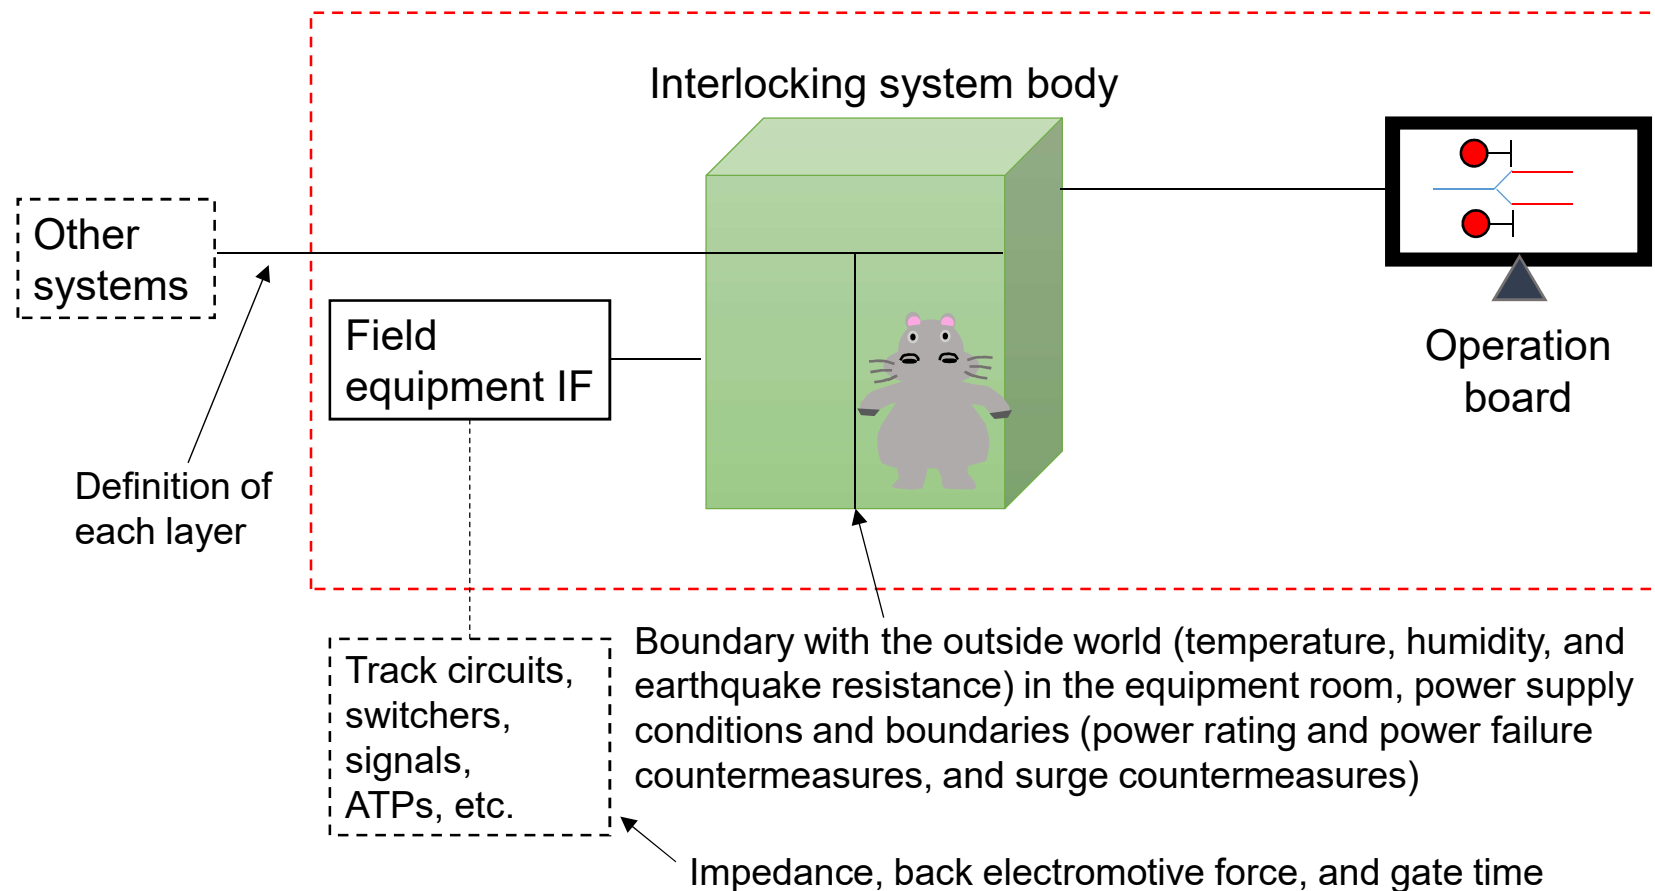 Interlocking system body
Other
systems
Field
equipment IF
Operation
board
Definition of
each layer
Track circuits,
switchers,
signals,
ATPs, etc.
Boundary with the outside world (temperature, humidity, and
earthquake resistance) in the equipment room, power supply
conditions and boundaries (power rating and power failure
countermeasures, and surge countermeasures)
Impedance, back electromotive force, and gate time